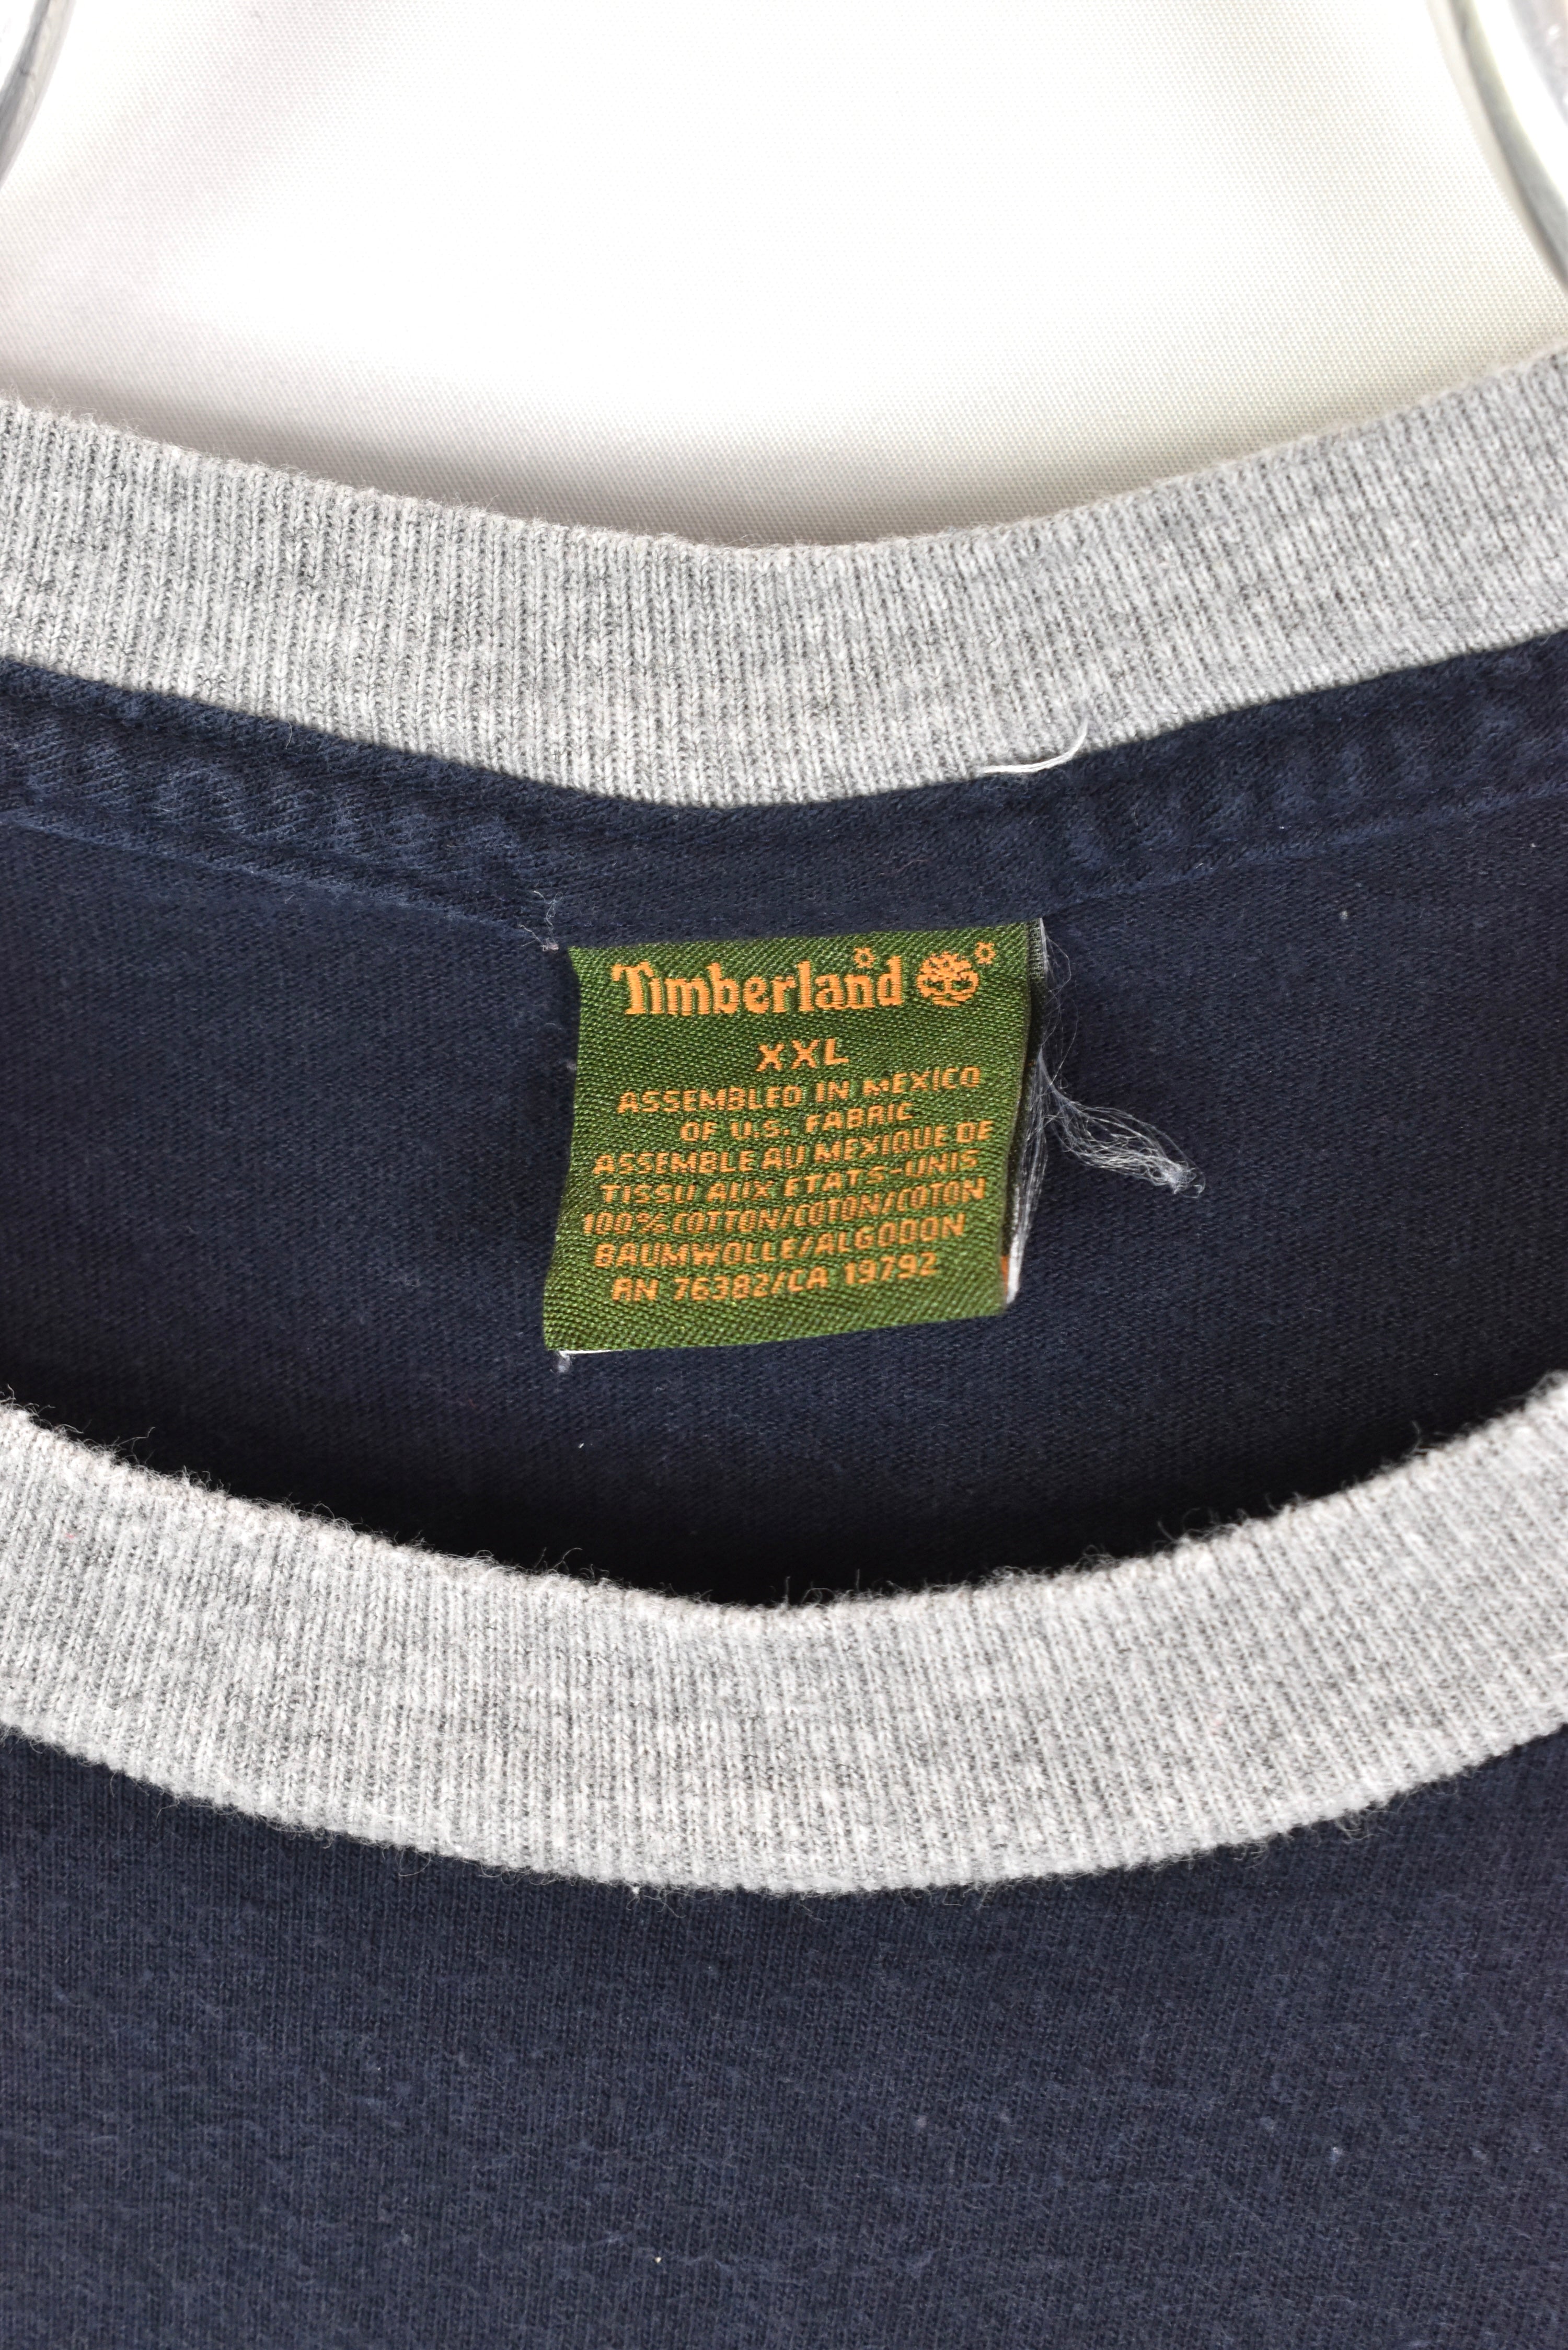 Timberland
XXL
ASSEMBLED IN MEXICO
OF U.S. FABRIC
ASSEMBLE AU MEXIQUE DE
TISSU AUX ETATS-UNIS
100% COTTON/COTON/COTON
BAUMWOLLE/ALGODON
RN 76382/CA 19792